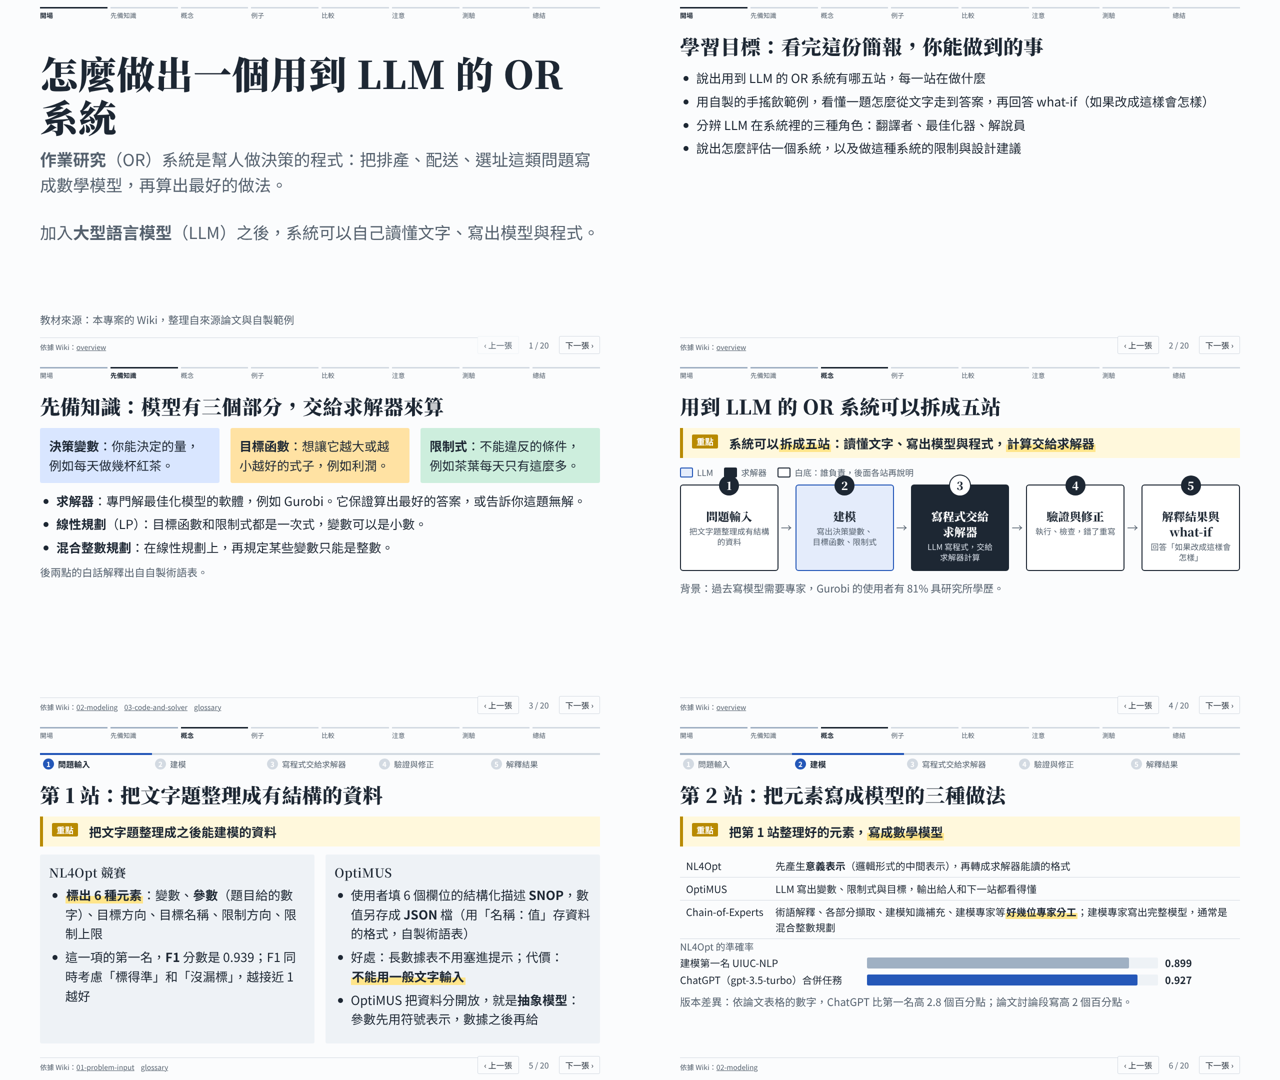 開場 先備知識 概念 例子 比較 注意 測驗 總結
怎麼做出一個用到 LLM 的 OR
系統
作業研究（OR）系統是幫人做決策的程式：把排產、配送、選址這類問題寫
成數學模型，再算出最好的做法。
加入大型語言模型（LLM）之後，系統可以自己讀懂文字、寫出模型與程式。
教材來源：本專案的 Wiki，整理自來源論文與自製範例
依據 Wiki：overview
‹ 上一張 1 / 20 下一張 ›
開場 先備知識 概念 例子 比較 注意 測驗 總結
學習目標：看完這份簡報，你能做到的事
• 說出用到 LLM 的 OR 系統有哪五站，每一站在做什麼
• 用自製的手搖飲範例，看懂一題怎麼從文字走到答案，再回答 what-if（如果改成這樣會怎樣）
• 分辨 LLM 在系統裡的三種角色：翻譯者、最佳化器、解說員
• 說出怎麼評估一個系統，以及做這種系統的限制與設計建議
依據 Wiki：overview
‹ 上一張 2 / 20 下一張 ›
開場 先備知識 概念 例子 比較 注意 測驗 總結
先備知識：模型有三個部分，交給求解器來算
決策變數：你能決定的量，
例如每天做幾杯紅茶。
目標函數：想讓它越大或越
小越好的式子，例如利潤。
限制式：不能違反的條件，
例如茶葉每天只有這麼多。
• 求解器：專門解最佳化模型的軟體，例如 Gurobi。它保證算出最好的答案，或告訴你這題無解。
• 線性規劃（LP）：目標函數和限制式都是一次式，變數可以是小數。
• 混合整數規劃：在線性規劃上，再規定某些變數只能是整數。
後兩點的白話解釋出自自製術語表。
依據 Wiki：02-modeling 03-code-and-solver glossary
‹ 上一張 3 / 20 下一張 ›
開場 先備知識 概念 例子 比較 注意 測驗 總結
用到 LLM 的 OR 系統可以拆成五站
重點 系統可以拆成五站：讀懂文字、寫出模型與程式，計算交給求解器
LLM 求解器 白底：誰負責，後面各站再說明
1
問題輸入
把文字題整理成有結構
的資料
→
2
建模
寫出決策變數、
目標函數、限制式
→
3
寫程式交給
求解器
LLM 寫程式，交給
求解器計算
→
4
驗證與修正
執行、檢查，錯了重寫
→
5
解釋結果與
what-if
回答「如果改成這樣會
怎樣」
背景：過去寫模型需要專家，Gurobi 的使用者有 81% 具研究所學歷。
依據 Wiki：overview
‹ 上一張 4 / 20 下一張 ›
開場 先備知識 概念 例子 比較 注意 測驗 總結
1 問題輸入 2 建模 3 寫程式交給求解器 4 驗證與修正 5 解釋結果
第 1 站：把文字題整理成有結構的資料
重點 把文字題整理成之後能建模的資料
NL4Opt 競賽
• 標出 6 種元素：變數、參數（題目給的數
字）、目標方向、目標名稱、限制方向、限
制上限
• 這一項的第一名，F1 分數是 0.939；F1 同
時考慮「標得準」和「沒漏標」，越接近 1
越好
OptiMUS
• 使用者填 6 個欄位的結構化描述 SNOP，數
值另存成 JSON 檔（用「名稱：值」存資料
的格式，自製術語表）
• 好處：長數據表不用塞進提示；代價：
不能用一般文字輸入
• OptiMUS 把資料分開放，就是抽象模型：
參數先用符號表示，數據之後再給
依據 Wiki：01-problem-input glossary
‹ 上一張 5 / 20 下一張 ›
開場 先備知識 概念 例子 比較 注意 測驗 總結
1 問題輸入 2 建模 3 寫程式交給求解器 4 驗證與修正 5 解釋結果
第 2 站：把元素寫成模型的三種做法
重點 把第 1 站整理好的元素，寫成數學模型
NL4Opt 先產生意義表示（邏輯形式的中間表示），再轉成求解器能讀的格式
OptiMUS LLM 寫出變數、限制式與目標，輸出給人和下一站都看得懂
Chain-of-Experts 術語解釋、各部分擷取、建模知識補充、建模專家等好幾位專家分工；建模專家寫出完整模型，通常是
混合整數規劃
NL4Opt 的準確率
建模第一名 UIUC-NLP 0.899
ChatGPT（gpt-3.5-turbo）合併任務 0.927
版本差異：依論文表格的數字，ChatGPT 比第一名高 2.8 個百分點；論文討論段寫高 2 個百分點。
依據 Wiki：02-modeling
‹ 上一張 6 / 20 下一張 ›